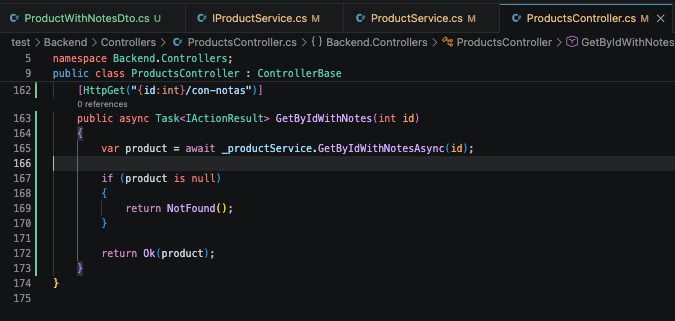 C# ProductWithNotesDto.cs U C# IProductService.cs M C# ProductService.cs M C# ProductsController.cs M
test > Backend > Controllers > C# ProductsController.cs > {} Backend.Controllers > ProductsController > GetByIdWithNotes
5 namespace Backend.Controllers;
9 public class ProductsController : ControllerBase
162 [HttpGet("{id:int}/con-notas")]
0 references
163 public async Task<IActionResult> GetByIdWithNotes(int id)
164 {
165 var product = await _productService.GetByIdWithNotesAsync(id);
166
167 if (product is null)
168 {
169 return NotFound();
170 }
171
172 return Ok(product);
173 }
174 }
175